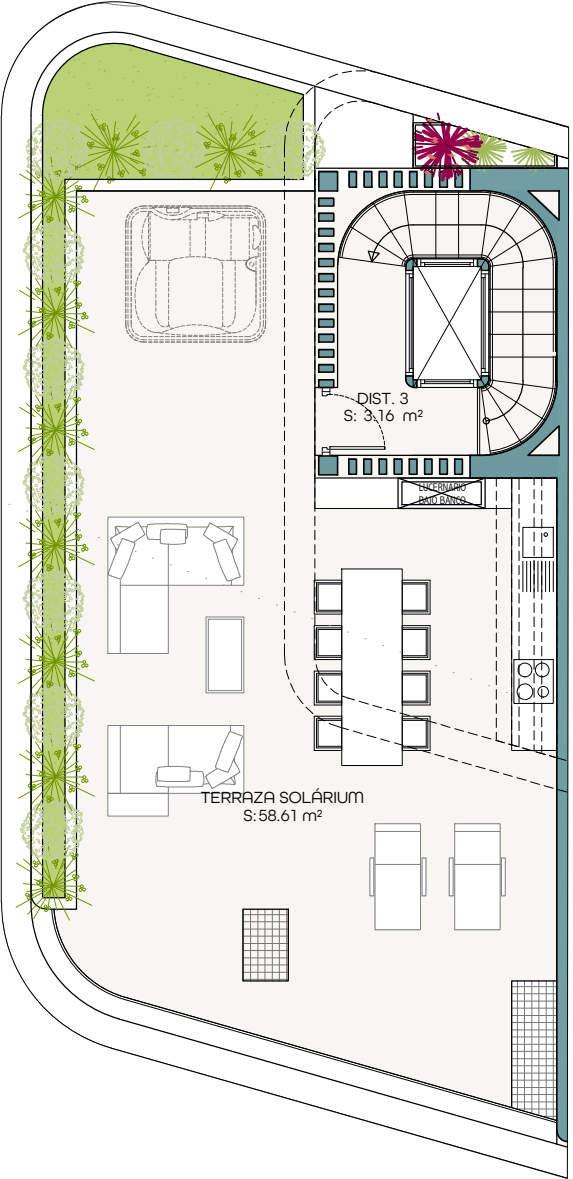 DIST. 3
S: 3.16 m²
LUCERNARIO
BAJO BANCO
TERRAZA SOLÁRIUM
S: 58.61 m²